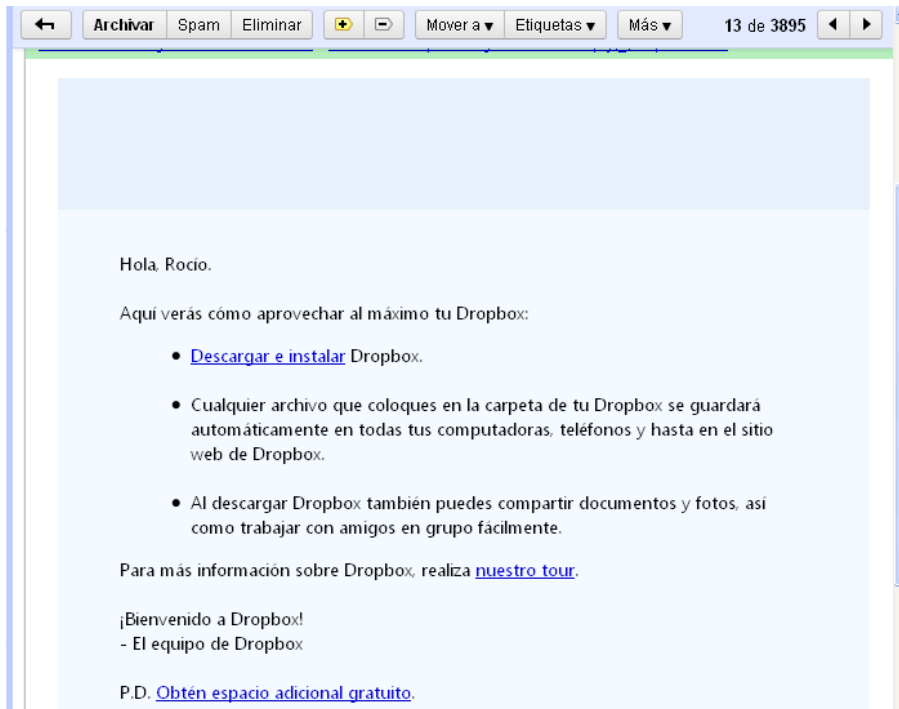 Archivar Spam Eliminar Mover a Etiquetas Más 13 de 3895
Hola, Rocío.
Aquí verás cómo aprovechar al máximo tu Dropbox:
• Descargar e instalar Dropbox.
• Cualquier archivo que coloques en la carpeta de tu Dropbox se guardará
automáticamente en todas tus computadoras, teléfonos y hasta en el sitio
web de Dropbox.
• Al descargar Dropbox también puedes compartir documentos y fotos, así
como trabajar con amigos en grupo fácilmente.
Para más información sobre Dropbox, realiza nuestro tour.
¡Bienvenido a Dropbox!
- El equipo de Dropbox
P.D. Obtén espacio adicional gratuito.